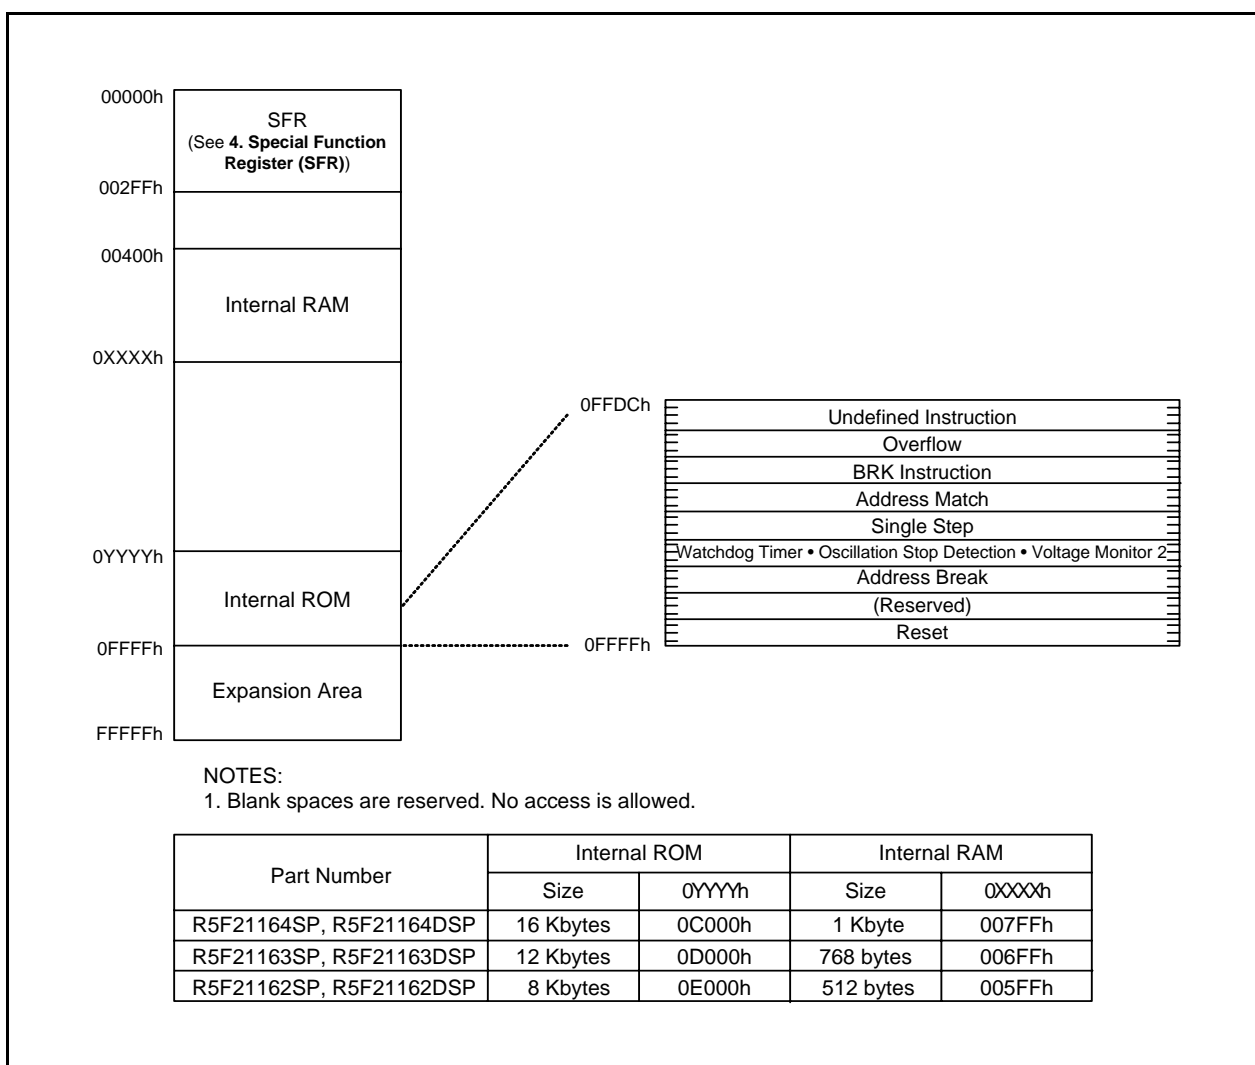 00000h
SFR
(See 4. Special Function
Register (SFR))
002FFh
00400h
Internal RAM
0XXXXh
0YYYYh
Internal ROM
0FFFFh
Expansion Area
FFFFFh
0FFDCh
Undefined Instruction
Overflow
BRK Instruction
Address Match
Single Step
Watchdog Timer • Oscillation Stop Detection • Voltage Monitor 2
Address Break
(Reserved)
0FFFFh
Reset
NOTES:
1. Blank spaces are reserved. No access is allowed.
Part Number Internal ROM Internal RAM
Size 0YYYYh Size 0XXXXh
R5F21164SP, R5F21164DSP 16 Kbytes 0C000h 1 Kbyte 007FFh
R5F21163SP, R5F21163DSP 12 Kbytes 0D000h 768 bytes 006FFh
R5F21162SP, R5F21162DSP 8 Kbytes 0E000h 512 bytes 005FFh